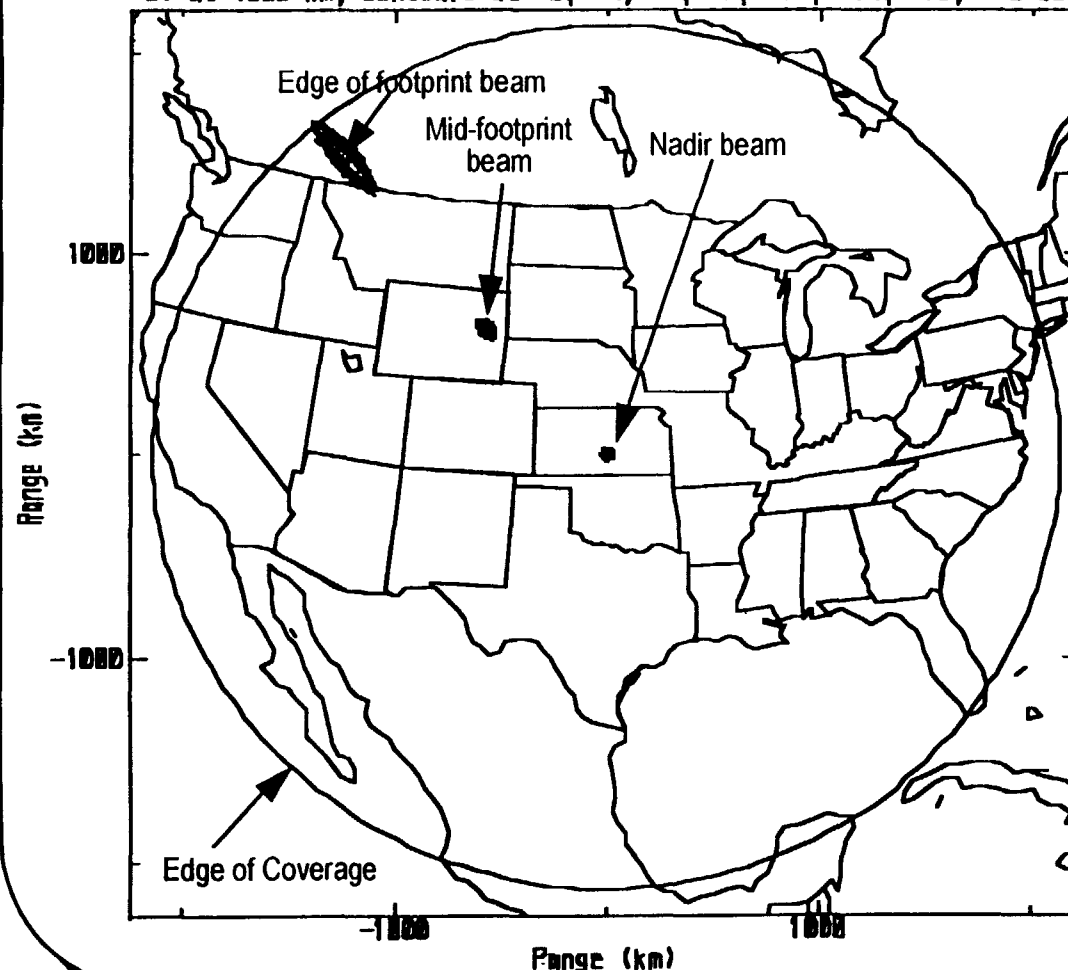 Edge of footprint beam
Mid-footprint
beam
Nadir beam
1000
Range (km)
-1000
Edge of Coverage
-1000
1000
Range (km)